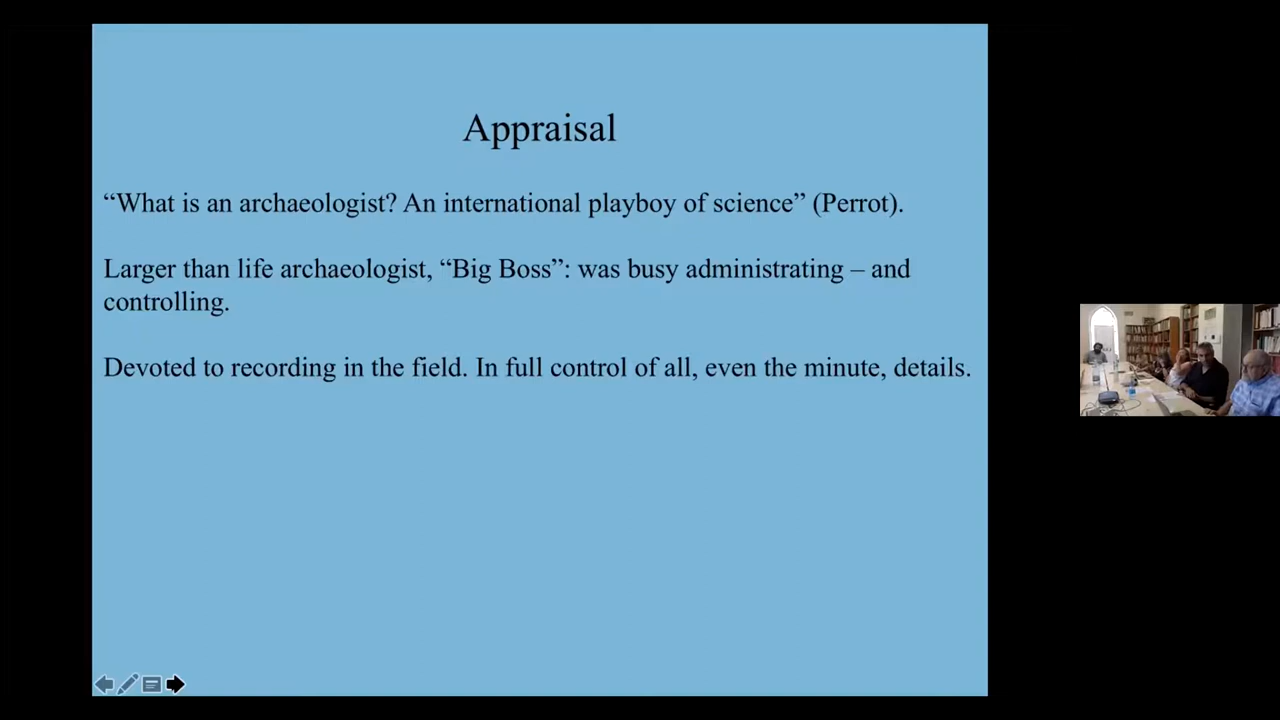 Appraisal
“What is an archaeologist? An international playboy of science” (Perrot).
Larger than life archaeologist, “Big Boss”: was busy administrating – and
controlling.
Devoted to recording in the field. In full control of all, even the minute, details.